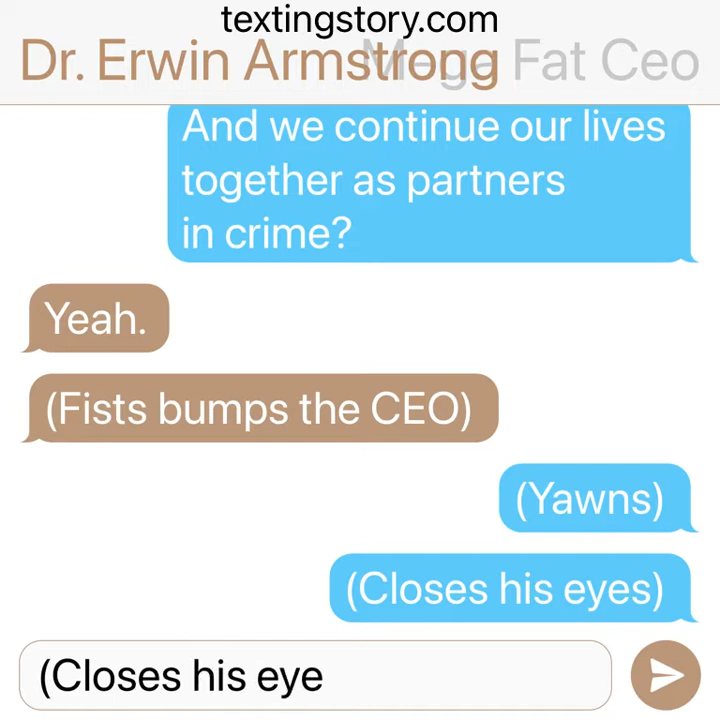 textingstory.com
Dr. Erwin Armstrong Mega Fat Ceo
And we continue our lives
together as partners
in crime?
Yeah.
(Fists bumps the CEO)
(Yawns)
(Closes his eyes)
(Closes his eye